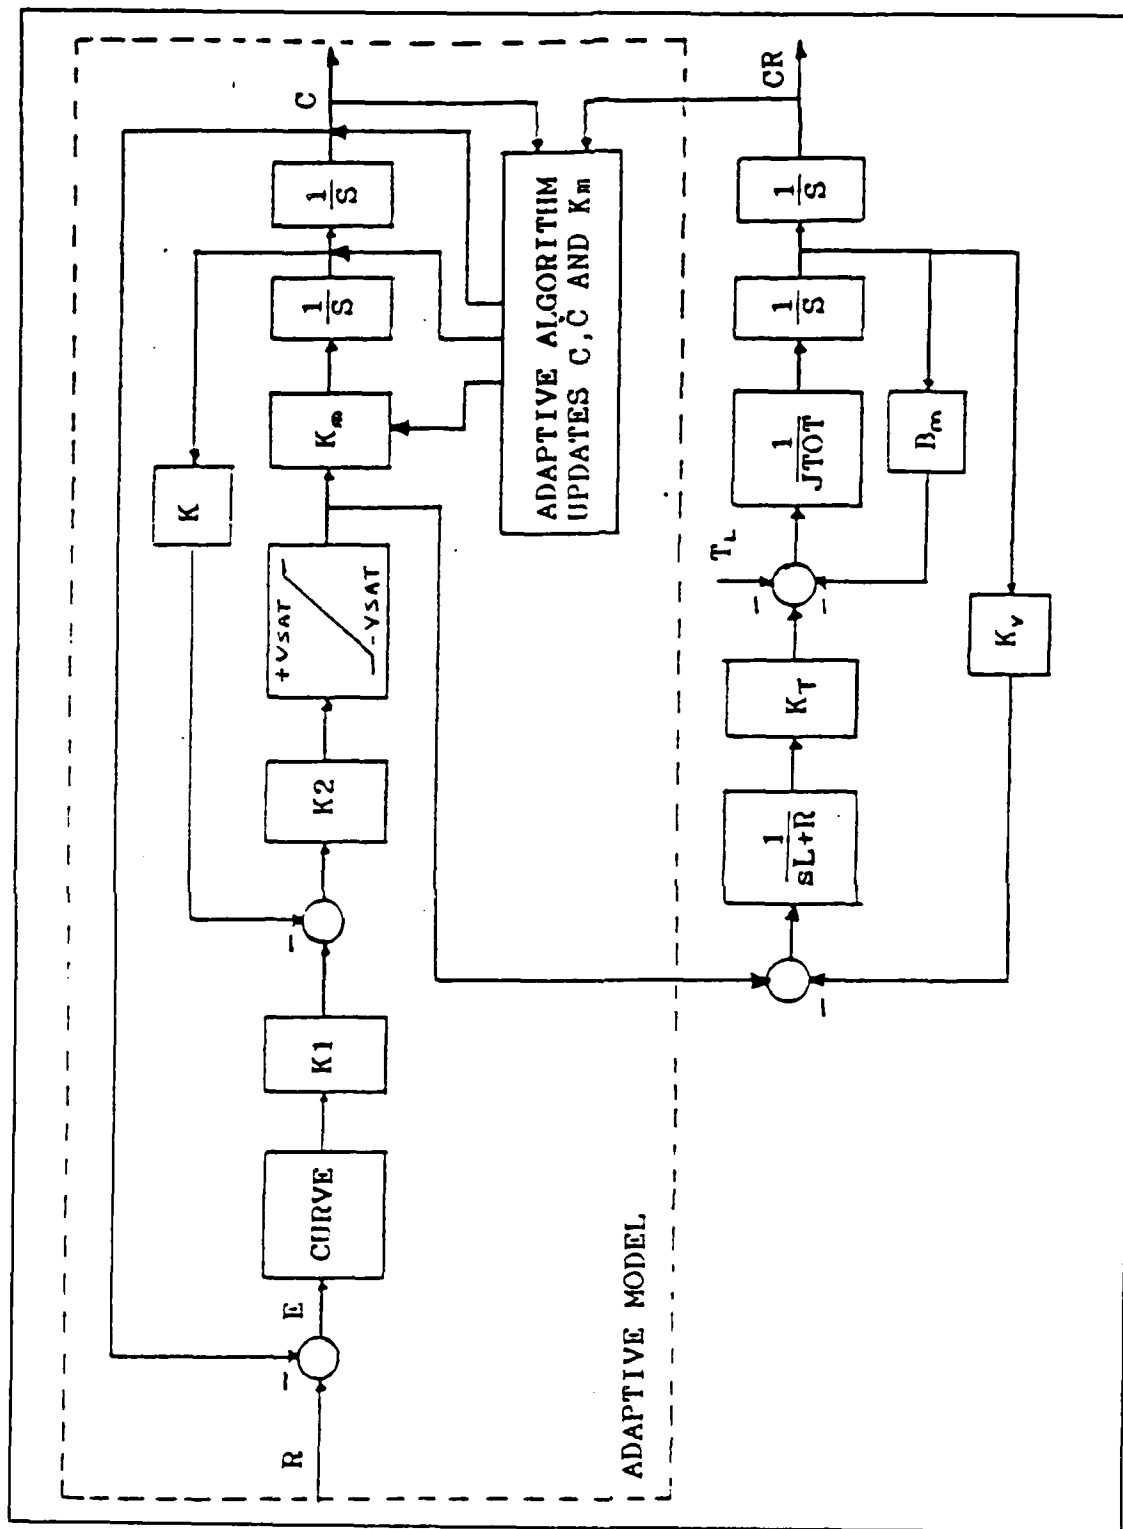 R
E
-
CURVE
K1
-
K2
+VSAT
-VSAT
K
Km
1
S
1
S
C
ADAPTIVE ALGORITHM
UPDATES C, Ċ AND Km
ADAPTIVE MODEL
-
1
sL+R
KT
TL
-
-
1
JTOT
1
S
1
S
CR
Bm
Kv